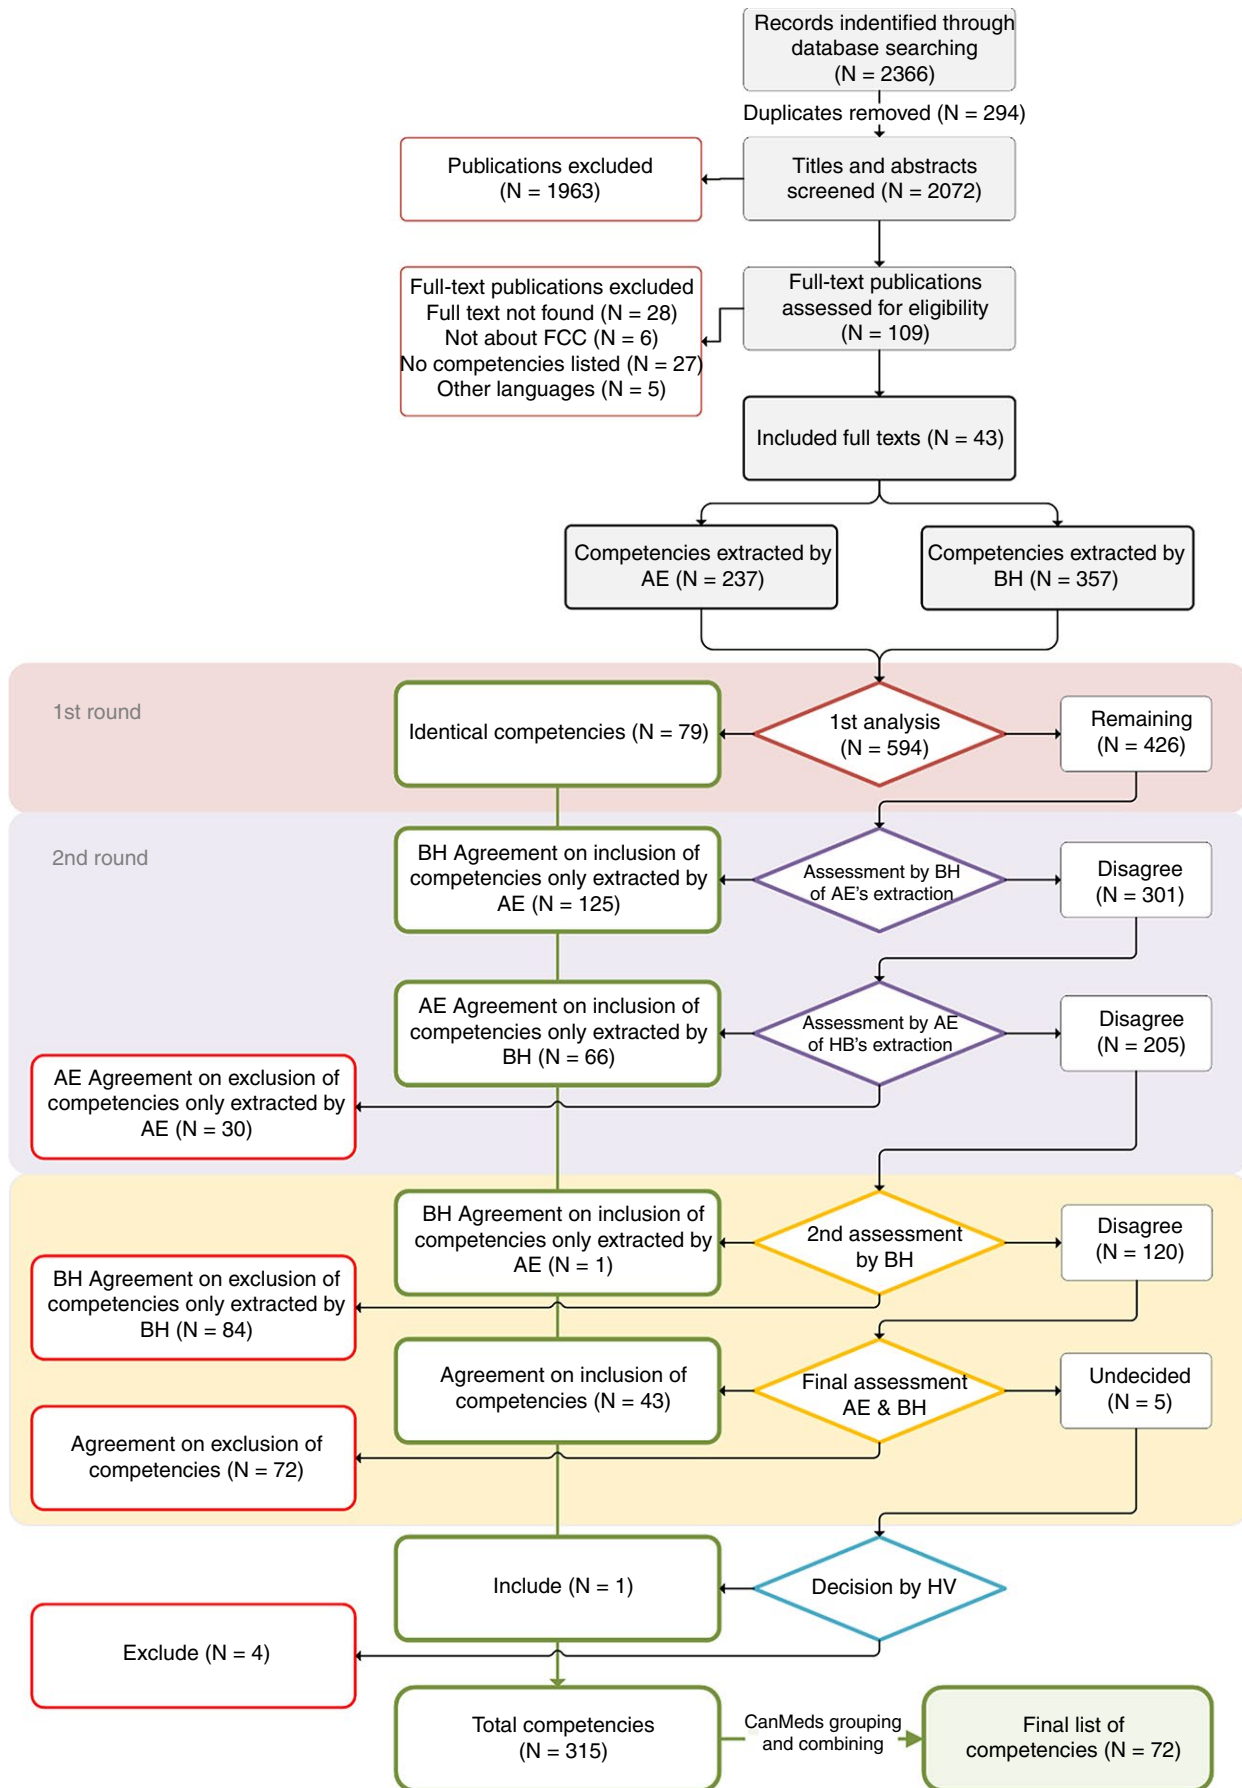 Records indentified through
database searching
(N = 2366)
Duplicates removed (N = 294)
Publications excluded
(N = 1963)
Titles and abstracts
screened (N = 2072)
Full-text publications excluded
Full text not found (N = 28)
Not about FCC (N = 6)
No competencies listed (N = 27)
Other languages (N = 5)
Full-text publications
assessed for eligibility
(N = 109)
Included full texts (N = 43)
Competencies extracted by
AE (N = 237)
Competencies extracted by
BH (N = 357)
1st round
Identical competencies (N = 79)
1st analysis
(N = 594)
Remaining
(N = 426)
2nd round
BH Agreement on inclusion of
competencies only extracted by
AE (N = 125)
Assessment by BH
of AE's extraction
Disagree
(N = 301)
AE Agreement on inclusion of
competencies only extracted by
BH (N = 66)
Assessment by AE
of HB's extraction
Disagree
(N = 205)
AE Agreement on exclusion of
competencies only extracted by
AE (N = 30)
BH Agreement on inclusion of
competencies only extracted by
AE (N = 1)
2nd assessment
by BH
Disagree
(N = 120)
BH Agreement on exclusion of
competencies only extracted by
BH (N = 84)
Agreement on inclusion of
competencies (N = 43)
Final assessment
AE & BH
Undecided
(N = 5)
Agreement on exclusion of
competencies (N = 72)
Include (N = 1)
Decision by HV
Exclude (N = 4)
Total competencies
(N = 315)
CanMeds grouping
and combining
Final list of
competencies (N = 72)